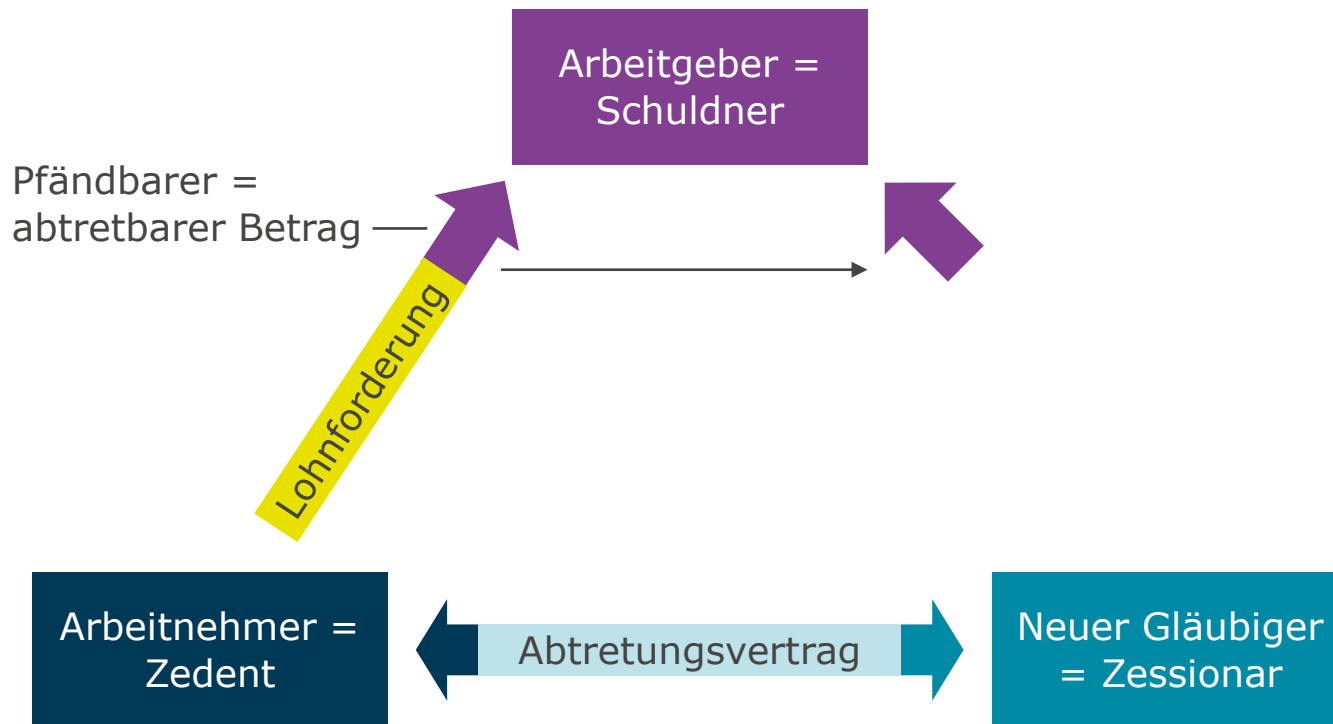 Arbeitgeber =
Schuldner
Pfändbarer =
abtretbarer Betrag
Lohnforderung
Arbeitnehmer =
Zedent
Abtretungsvertrag
Neuer Gläubiger
= Zessionar